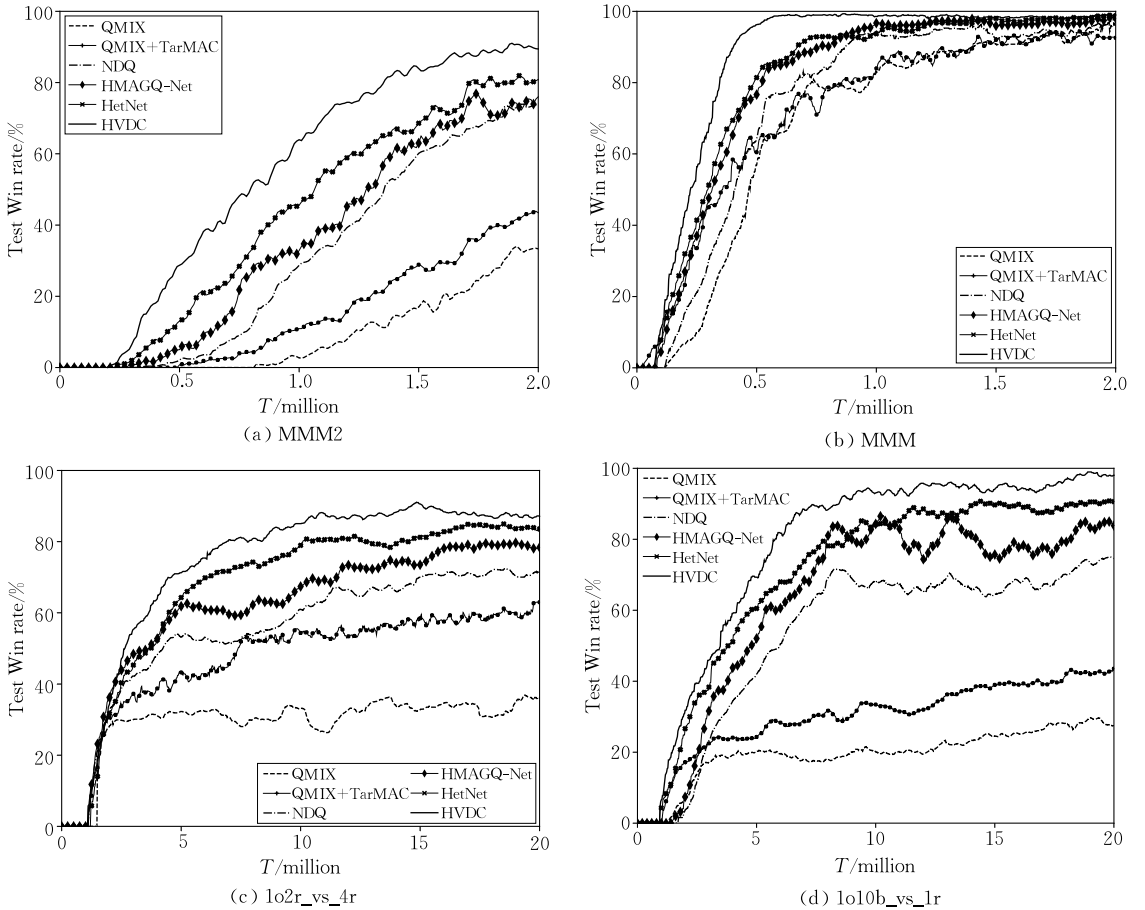 100
80
60
40
20
0
Test Win rate/%
QMIX
QMIX+TarMAC
NDQ
HMAGQ-Net
HetNet
HVDC
0 0.5 1.0 1.5 2.0
T/million
(a) MMM2
100
80
60
40
20
0
Test Win rate/%
QMIX
QMIX+TarMAC
NDQ
HMAGQ-Net
HetNet
HVDC
0 0.5 1.0 1.5 2.0
T/million
(b) MMM
100
80
60
40
20
0
Test Win rate/%
QMIX HMAGQ-Net
QMIX+TarMAC HetNet
NDQ HVDC
0 5 10 15 20
T/million
(c) 1o2r_vs_4r
100
80
60
40
20
0
Test Win rate/%
QMIX
QMIX+TarMAC
NDQ
HMAGQ-Net
HetNet
HVDC
0 5 10 15 20
T/million
(d) 1o10b_vs_1r